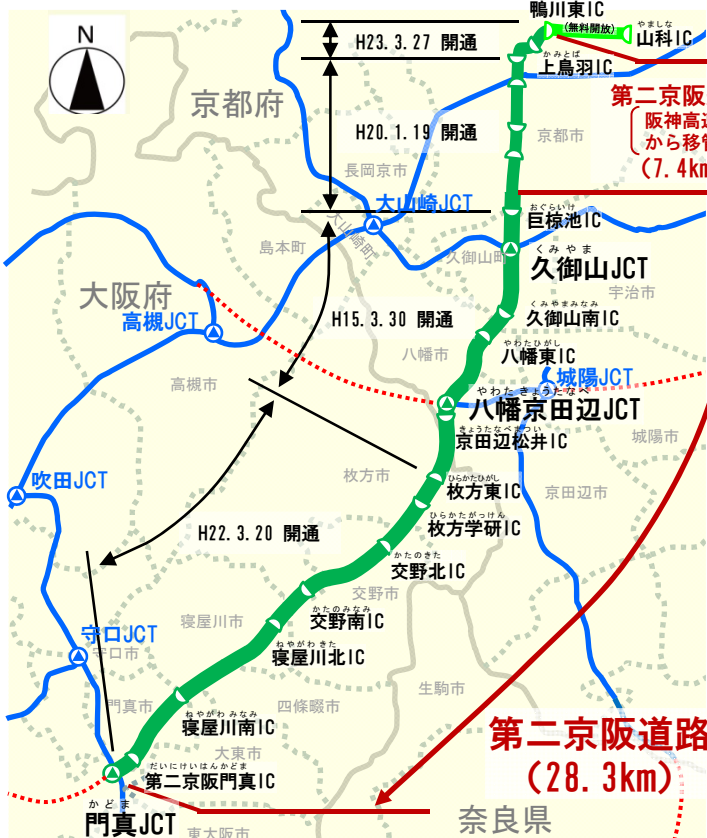 鴨川東IC
(無料開放)
やましな
山科IC
N
H23.3.27 開通
かみとば
上鳥羽IC
京都府
第二京阪
阪神高速
から移管
(7.4km
H20.1.19 開通
京都市
長岡京市
大山崎JCT
おぐらいけ
巨椋池IC
大山崎町
島本町
久御山町
くみやま
久御山JCT
大阪府
宇治市
高槻JCT
H15.3.30 開通
くみやまみなみ
久御山南IC
八幡市
やわたひがし
八幡東IC
高槻市
城陽JCT
やわたきょうたなべ
八幡京田辺JCT
きょうたなべまつい
京田辺松井IC
城陽市
吹田JCT
枚方市
ひらかたひがし
枚方東IC
京田辺市
ひらかたがっけん
枚方学研IC
H22.3.20 開通
かたのきた
交野北IC
交野市
かたのみなみ
交野南IC
寝屋川市
守口JCT
守口市
ねやがわきた
寝屋川北IC
生駒市
門真市
四條畷市
ねやがわみなみ
寝屋川南IC
第二京阪道路
大東市
だいにけいはんかどま
第二京阪門真IC
(28.3km)
かどま
門真JCT
東大阪市
奈良県